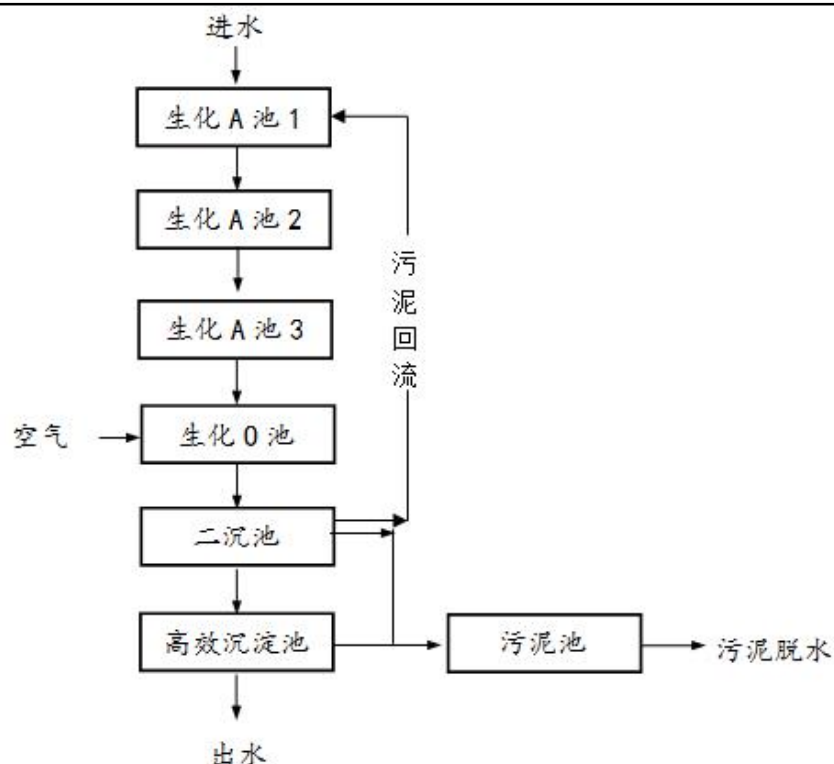 进水
生化A池1
生化A池2
污泥回流
生化A池3
空气
生化O池
二沉池
高效沉淀池
污泥池
污泥脱水
出水